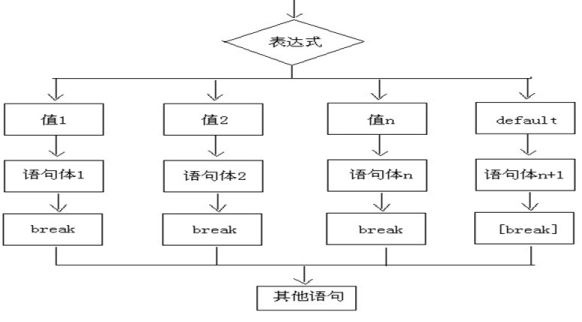 表达式
值1
值2
值n
default
语句体1
语句体2
语句体n
语句体n+1
break
break
break
[break]
其他语句